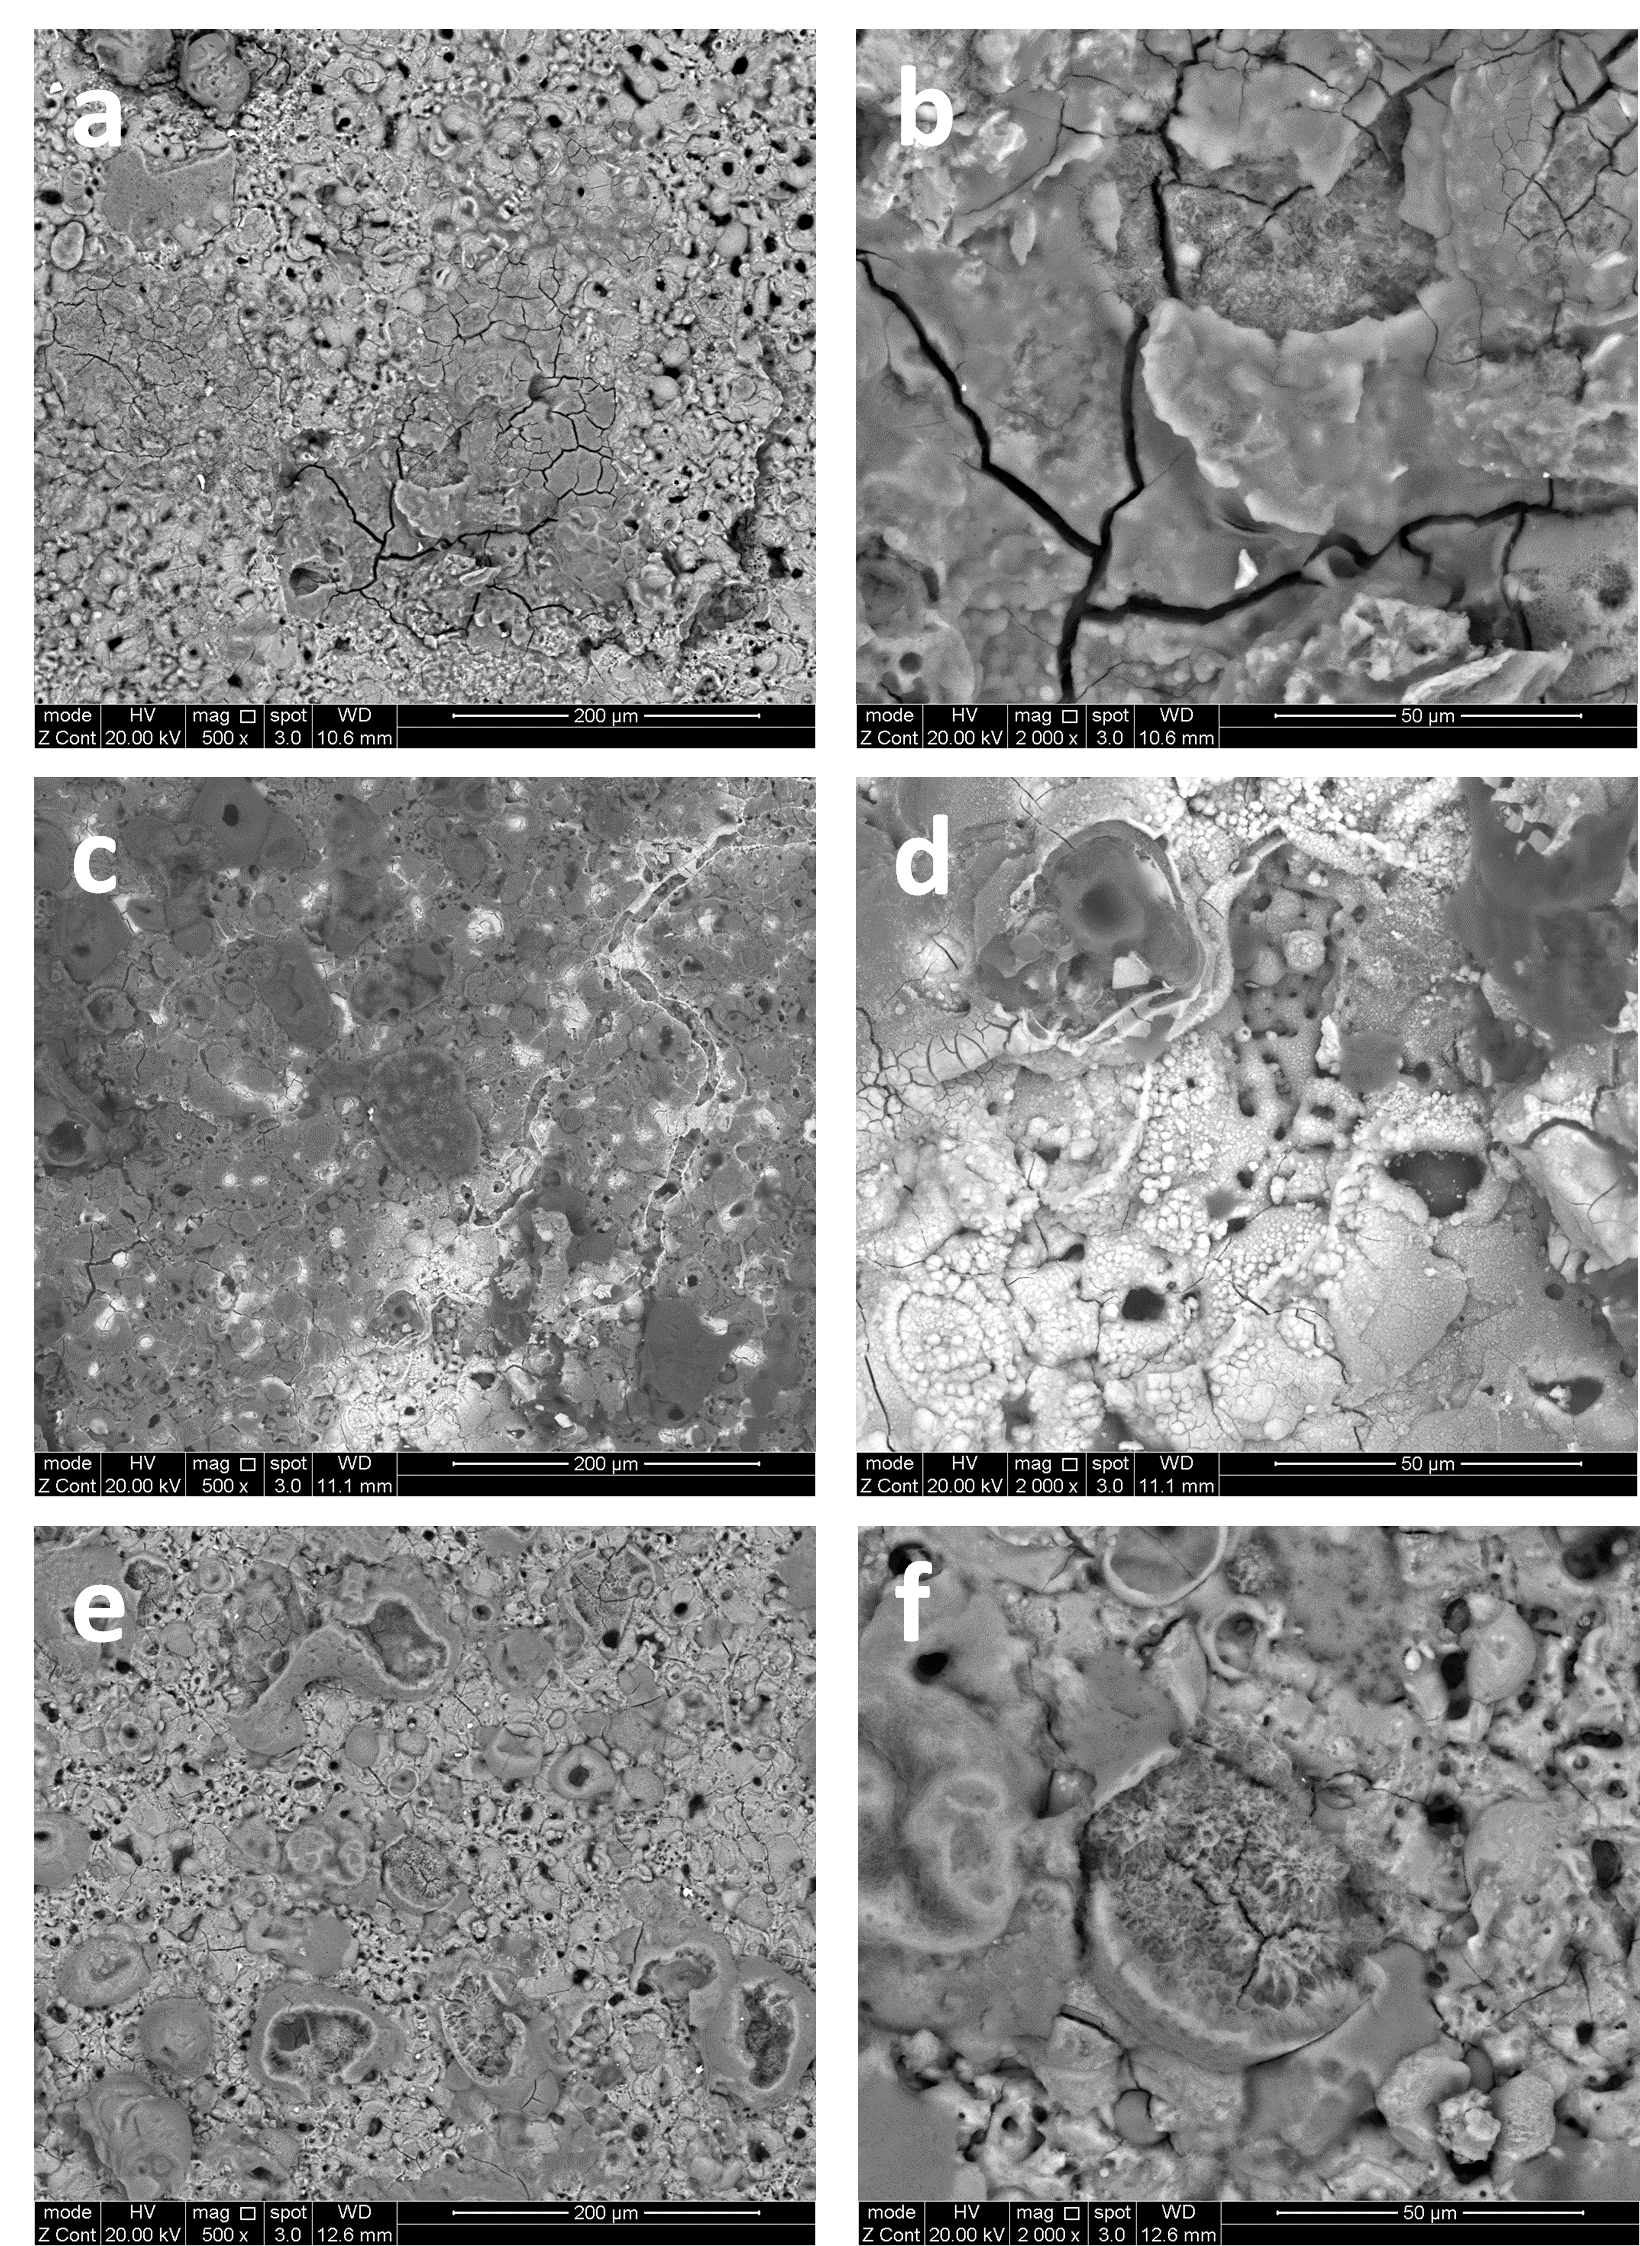 a
mode HV mag □ spot WD 200 µm
Z Cont 20.00 kV 500 x 3.0 10.6 mm
b
mode HV mag □ spot WD 50 µm
Z Cont 20.00 kV 2 000 x 3.0 10.6 mm
c
mode HV mag □ spot WD 200 µm
Z Cont 20.00 kV 500 x 3.0 11.1 mm
d
mode HV mag □ spot WD 50 µm
Z Cont 20.00 kV 2 000 x 3.0 11.1 mm
e
mode HV mag □ spot WD 200 µm
Z Cont 20.00 kV 500 x 3.0 12.6 mm
f
mode HV mag □ spot WD 50 µm
Z Cont 20.00 kV 2 000 x 3.0 12.6 mm